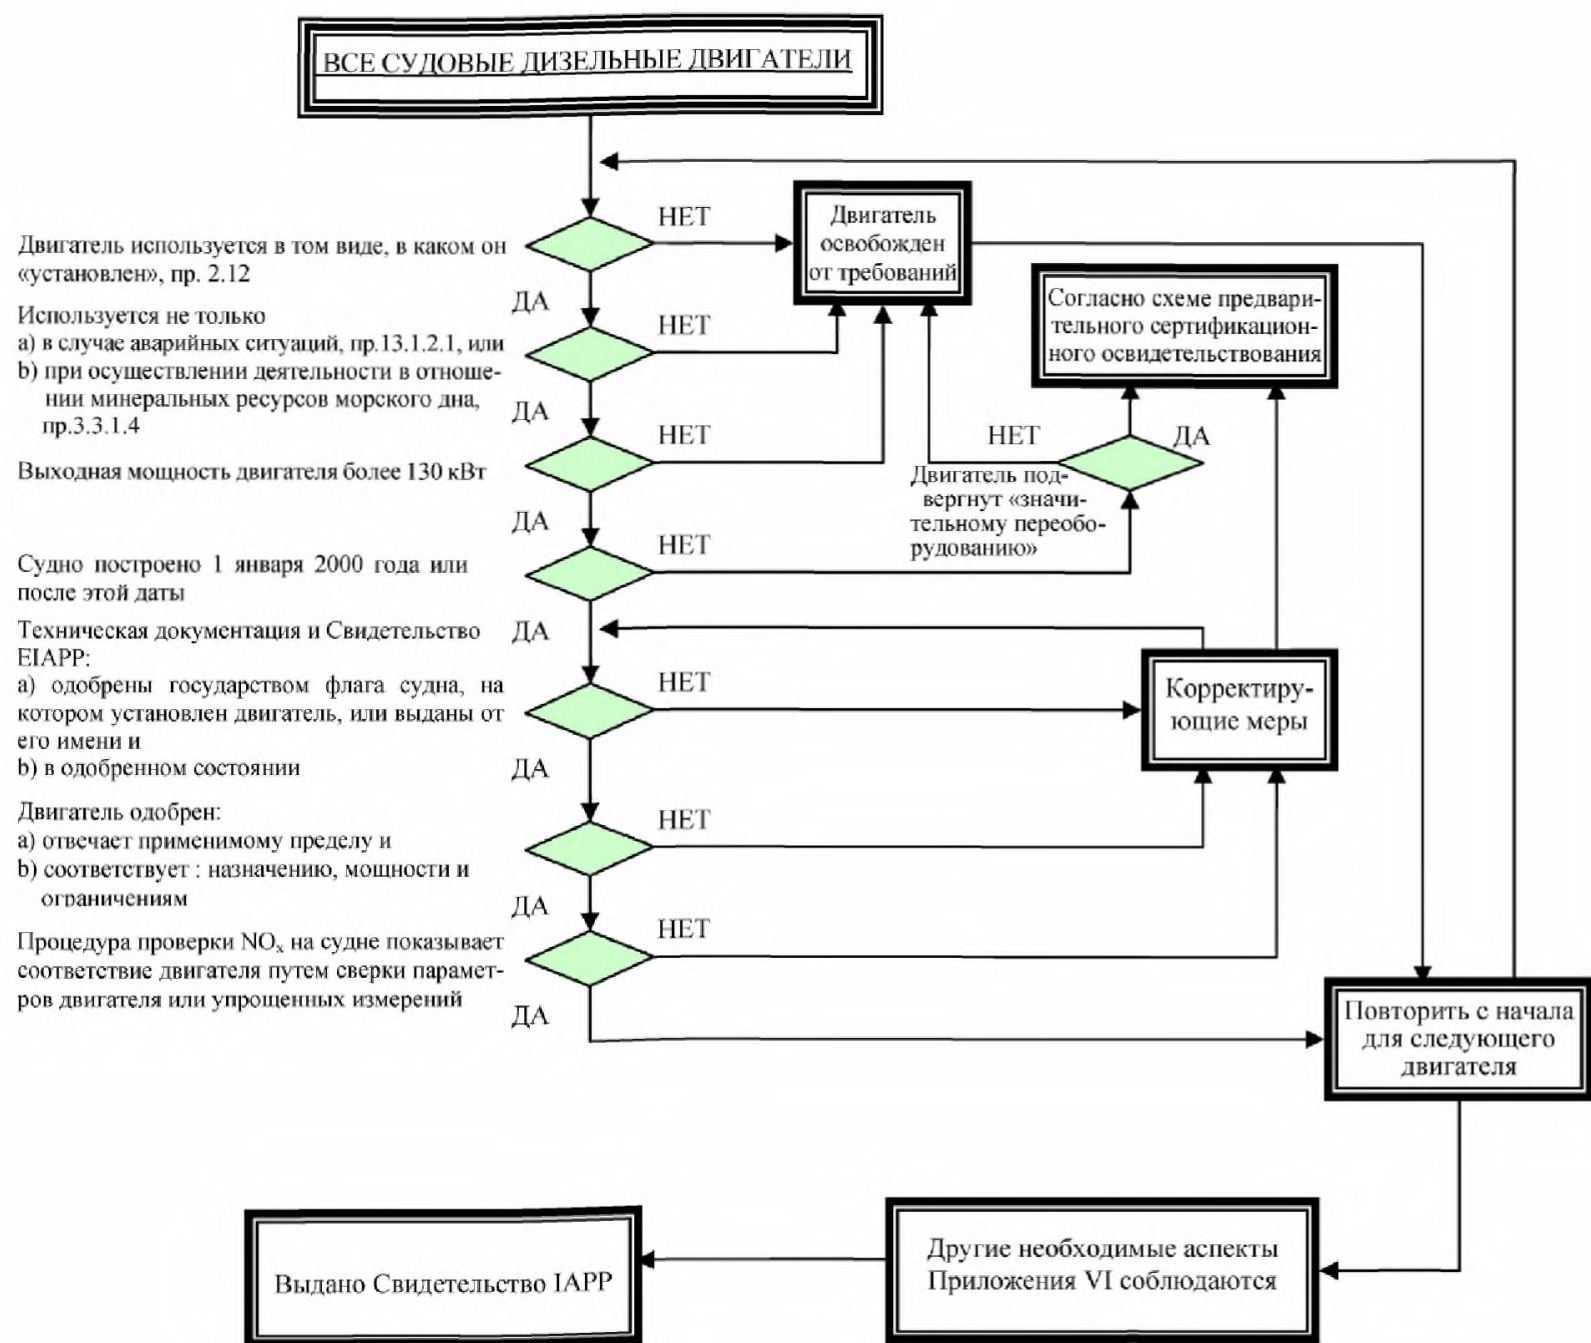 ВСЕ СУДОВЫЕ ДИЗЕЛЬНЫЕ ДВИГАТЕЛИ
НЕТ
Двигатель
освобожден
от требований
Двигатель используется в том виде, в каком он
«установлен», пр. 2.12
ДА
Согласно схеме предвари-
тельного сертификацион-
ного освидетельствования
Используется не только
a) в случае аварийных ситуаций, пр.13.1.2.1, или
b) при осуществлении деятельности в отноше-
нии минеральных ресурсов морского дна,
пр.3.3.1.4
НЕТ
ДА
НЕТ
НЕТ
ДА
Выходная мощность двигателя более 130 кВт
Двигатель под-
вергнут «значи-
тельному переобо-
рудованию»
ДА
НЕТ
Судно построено 1 января 2000 года или
после этой даты
ДА
Техническая документация и Свидетельство
EIAPP:
a) одобрены государством флага судна, на
котором установлен двигатель, или выданы от
его имени и
b) в одобренном состоянии
НЕТ
Корректиру-
ющие меры
ДА
Двигатель одобрен:
a) отвечает применимому пределу и
b) соответствует : назначению, мощности и
ограничениям
НЕТ
ДА
Процедура проверки NOx на судне показывает
соответствие двигателя путем сверки парамет-
ров двигателя или упрощенных измерений
НЕТ
ДА
Повторить с начала
для следующего
двигателя
Другие необходимые аспекты
Приложения VI соблюдаются
Выдано Свидетельство IAPP